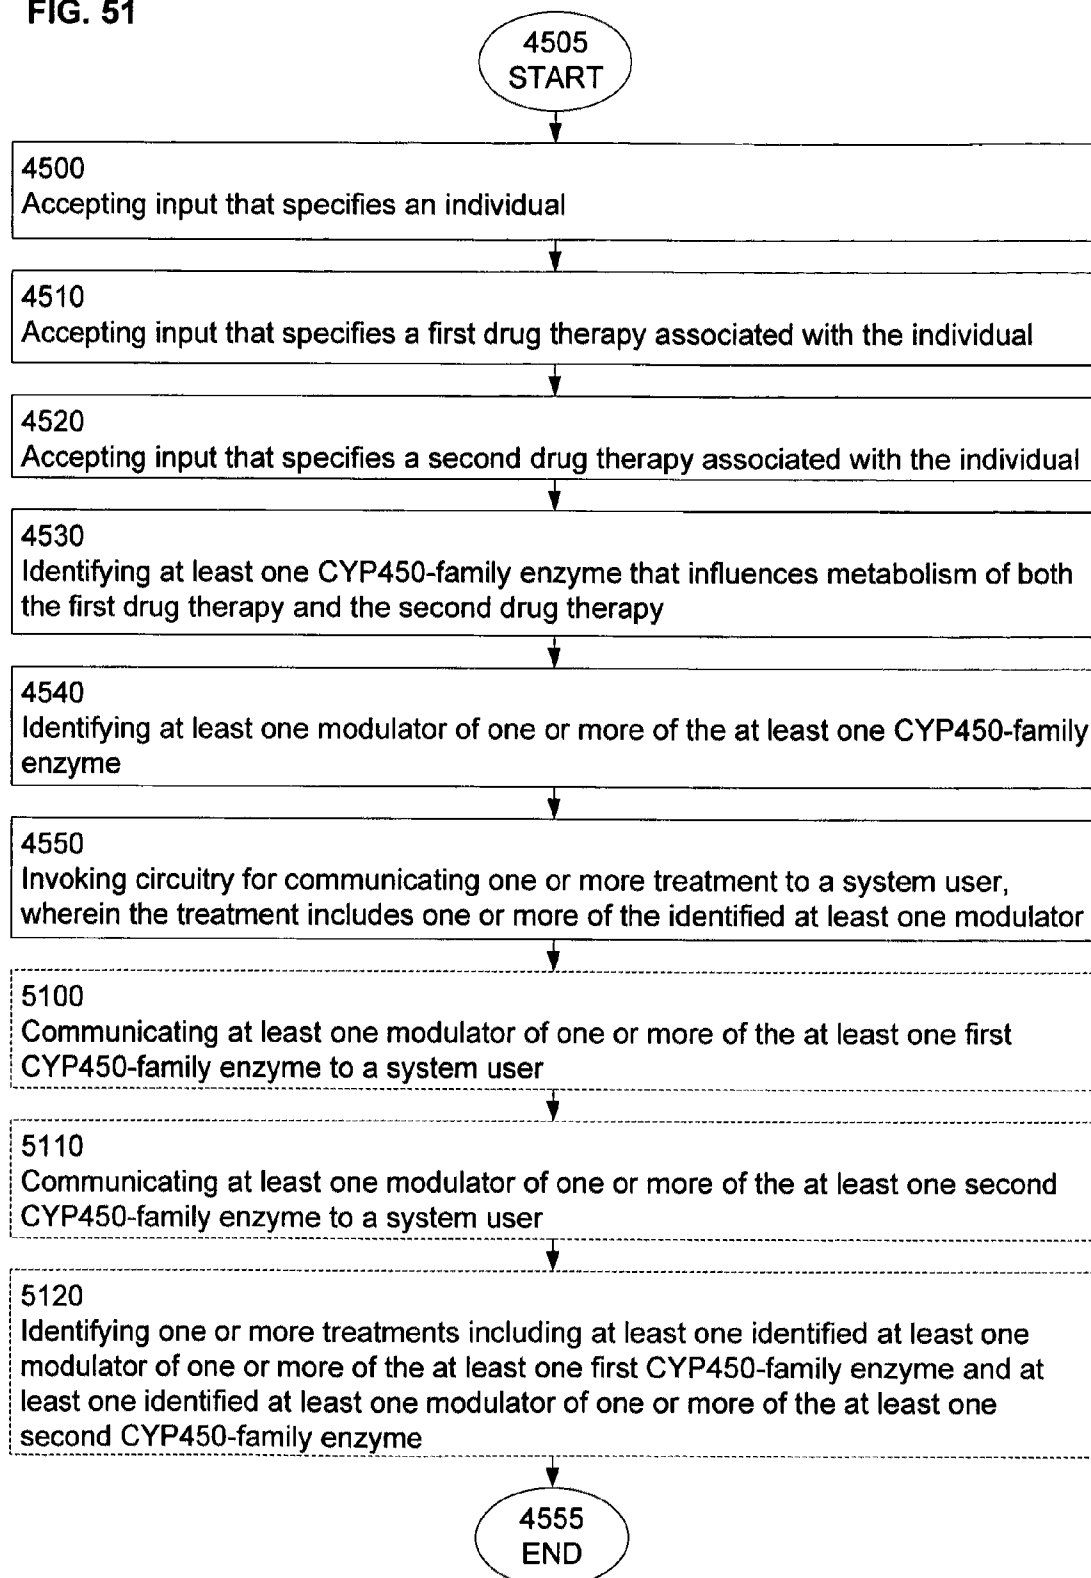 FIG. 51
4505
START
4500
Accepting input that specifies an individual
4510
Accepting input that specifies a first drug therapy associated with the individual
4520
Accepting input that specifies a second drug therapy associated with the individual
4530
Identifying at least one CYP450-family enzyme that influences metabolism of both
the first drug therapy and the second drug therapy
4540
Identifying at least one modulator of one or more of the at least one CYP450-family
enzyme
4550
Invoking circuitry for communicating one or more treatment to a system user,
wherein the treatment includes one or more of the identified at least one modulator
5100
Communicating at least one modulator of one or more of the at least one first
CYP450-family enzyme to a system user
5110
Communicating at least one modulator of one or more of the at least one second
CYP450-family enzyme to a system user
5120
Identifying one or more treatments including at least one identified at least one
modulator of one or more of the at least one first CYP450-family enzyme and at
least one identified at least one modulator of one or more of the at least one
second CYP450-family enzyme
4555
END